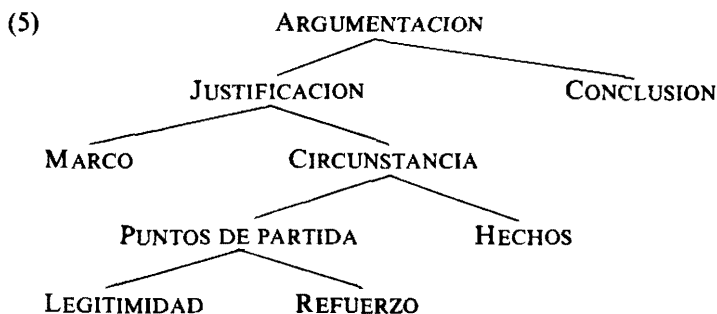 (5) ARGUMENTACION
JUSTIFICACION CONCLUSION
MARCO CIRCUNSTANCIA
PUNTOS DE PARTIDA HECHOS
LEGITIMIDAD REFUERZO